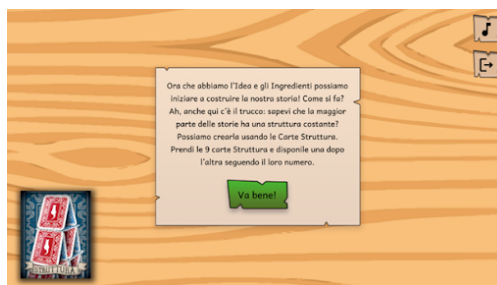 Ora che abbiamo l'Idea e gli Ingredienti possiamo
iniziare a costruire la nostra storia! Come si fa?
Ah, anche qui c'è il trucco: sapevi che la maggior
parte delle storie ha una struttura costante?
Possiamo crearla usando le Carte Struttura.
Prendi le 9 carte Struttura e disponile una dopo
l'altra seguendo il loro numero.
Va bene!
STRUTTURA